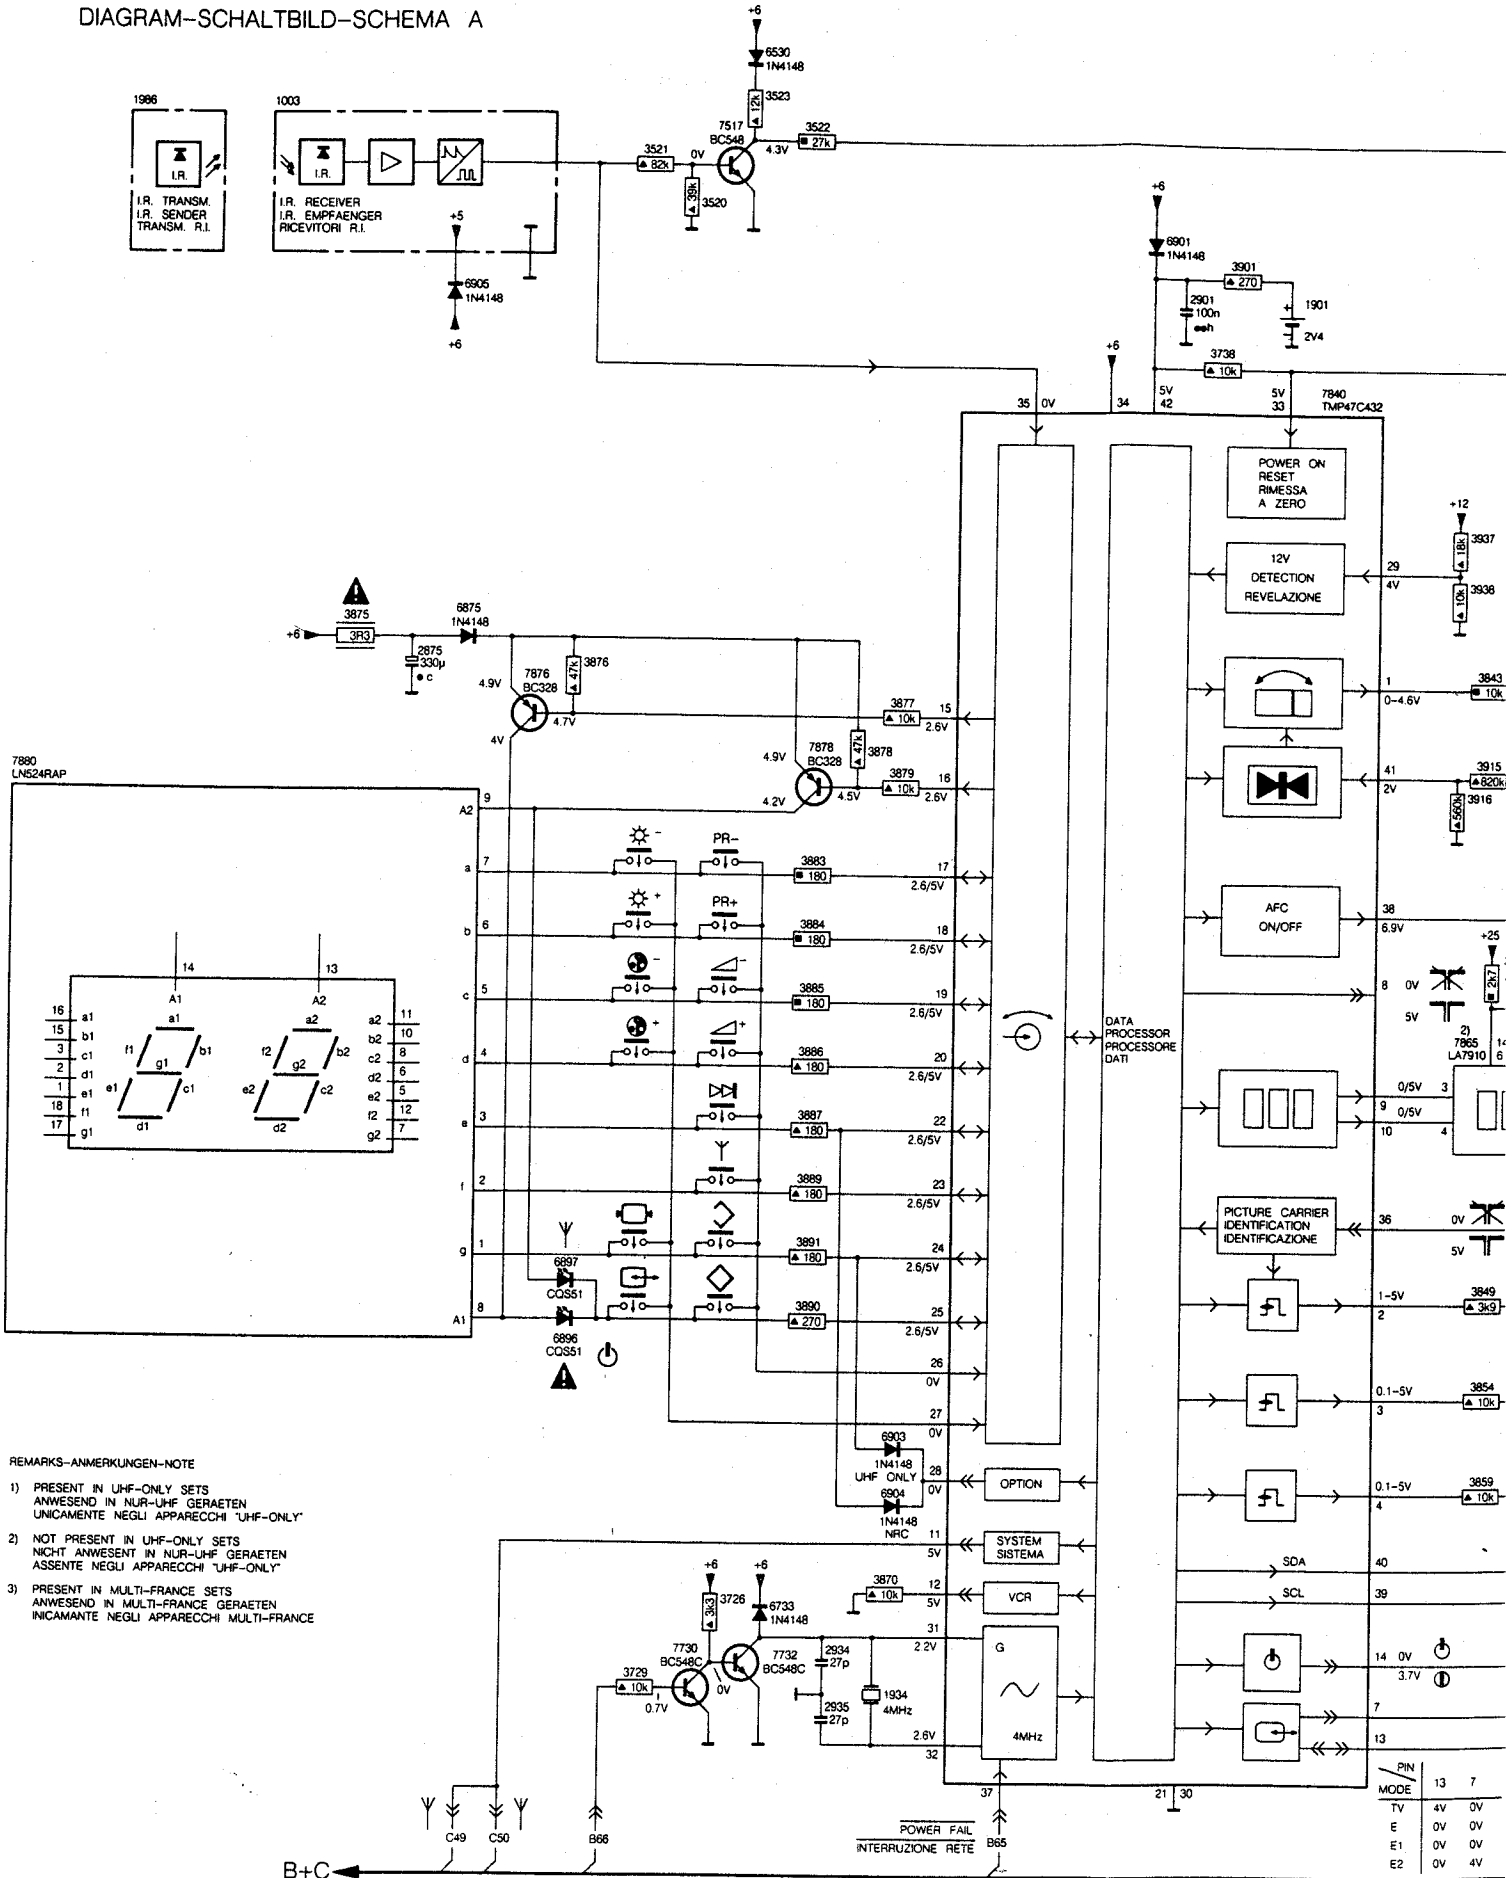 DIAGRAM-SCHALTBILD-SCHEMA A
+6
6530
1N4148
3523
12k
7517
BC548
4.3V
3522
27k
3521
82k
0V
39k
3520
1986
I.R.
I.R. TRANSM.
I.R. SENDER
TRANSM. R.I.
1003
I.R.
I.R. RECEIVER
I.R. EMPFAENGER
RICEVITORI R.I.
+5
6905
1N4148
+6
+6
6901
1N4148
3901
270
2901
100n
1901
2V4
3738
10k
+6
35 0V
34
5V
42
5V
33
7840
TMP47C432
POWER ON
RESET
RIMESSA
A ZERO
12V
DETECTION
REVELAZIONE
29
4V
+12
18k
3937
10k
3938
+6
3875
3R3
2875
330µ
c
6875
1N4148
7876
BC328
4.9V
4.7V
4V
47k
3876
3877
10k
15
2.6V
7878
BC328
4.9V
4.2V
4.5V
47k
3878
3879
10k
16
2.6V
1
0-4.6V
3843
10k
41
2V
3915
820k
3916
560k
7880
LN524RAP
9
A2
7
a
6
b
5
c
4
d
3
e
2
f
1
g
8
A1
-
PR-
3883
180
17
2.6/5V
+
PR+
3884
180
18
2.6/5V
-
-
3885
180
19
2.6/5V
+
+
3886
180
20
2.6/5V
3887
180
22
2.6/5V
3889
180
23
2.6/5V
3891
180
24
2.6/5V
3890
270
25
2.6/5V
26
0V
27
0V
6897
CQS51
6896
CQS51
14
13
A1
A2
16 a1
15 b1
3 c1
2 d1
1 e1
18 f1
17 g1
a1
f1
b1
g1
e1
c1
d1
a2
f2
b2
g2
e2
c2
d2
a2 11
b2 10
c2 8
d2 6
e2 5
f2 12
g2 7
DATA
PROCESSOR
PROCESSORE
DATI
AFC
ON/OFF
38
6.9V
+25
2k7
8
0V
5V
2)
7865
LA7910
14
6
0/5V 3
9
0/5V
10
4
PICTURE CARRIER
IDENTIFICATION
IDENTIFICAZIONE
36
0V
5V
1-5V
2
3849
3k9
0.1-5V
3
3854
10k
0.1-5V
4
3859
10k
SDA 40
SCL 39
14
0V
3.7V
7
13
6903
1N4148
UHF ONLY
6904
1N4148
NRC
28
0V
OPTION
11
5V
SYSTEM
SISTEMA
3870
10k
12
5V
VCR
31
2.2V
G
4MHz
2.6V
32
+6
3k3
3726
+6
6733
1N4148
7730
BC548C
7732
BC548C
3729
10k
0.7V
0V
2934
27p
2935
27p
1934
4MHz
37
21
30
REMARKS-ANMERKUNGEN-NOTE
1) PRESENT IN UHF-ONLY SETS
ANWESEND IN NUR-UHF GERAETEN
UNICAMENTE NEGLI APPARECCHI "UHF-ONLY"
2) NOT PRESENT IN UHF-ONLY SETS
NICHT ANWESENT IN NUR-UHF GERAETEN
ASSENTE NEGLI APPARECCHI "UHF-ONLY"
3) PRESENT IN MULTI-FRANCE SETS
ANWESEND IN MULTI-FRANCE GERAETEN
INICAMANTE NEGLI APPARECCHI MULTI-FRANCE
C49
C50
B66
POWER FAIL
INTERRUZIONE RETE
B65
B+C
PIN
MODE 13 7
TV 4V 0V
E 0V 0V
E1 0V 0V
E2 0V 4V